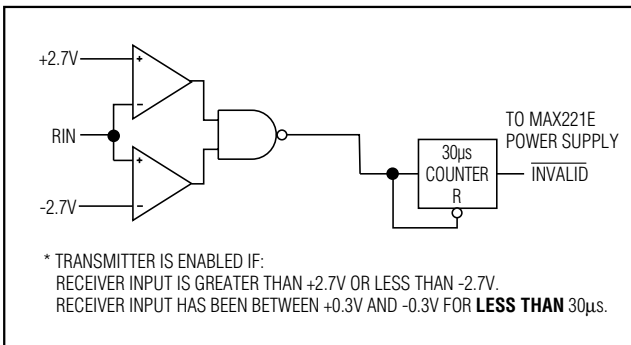 +2.7V
+
-
RIN
+
-
-2.7V
30µs
COUNTER
R
TO MAX221E
POWER SUPPLY
INVALID
* TRANSMITTER IS ENABLED IF:
RECEIVER INPUT IS GREATER THAN +2.7V OR LESS THAN -2.7V.
RECEIVER INPUT HAS BEEN BETWEEN +0.3V AND -0.3V FOR LESS THAN 30µs.